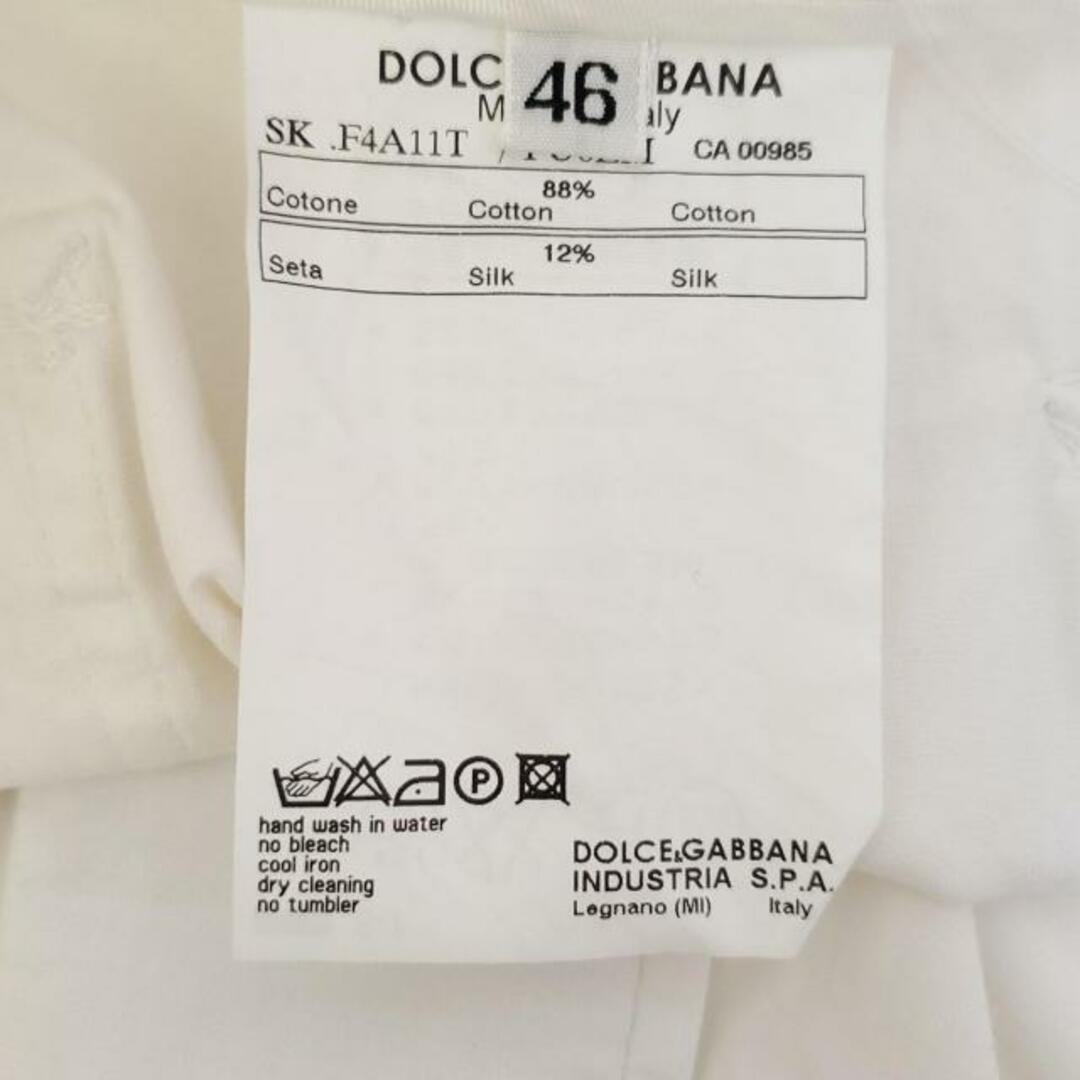 DOLC 46 BANA
M aly
SK .F4A11T / CA 00985
88%
Cotone Cotton Cotton
12%
Seta Silk Silk
P
hand wash in water
no bleach
cool iron
dry cleaning
no tumbler
DOLCE&GABBANA
INDUSTRIA S.P.A.
Legnano (MI) Italy